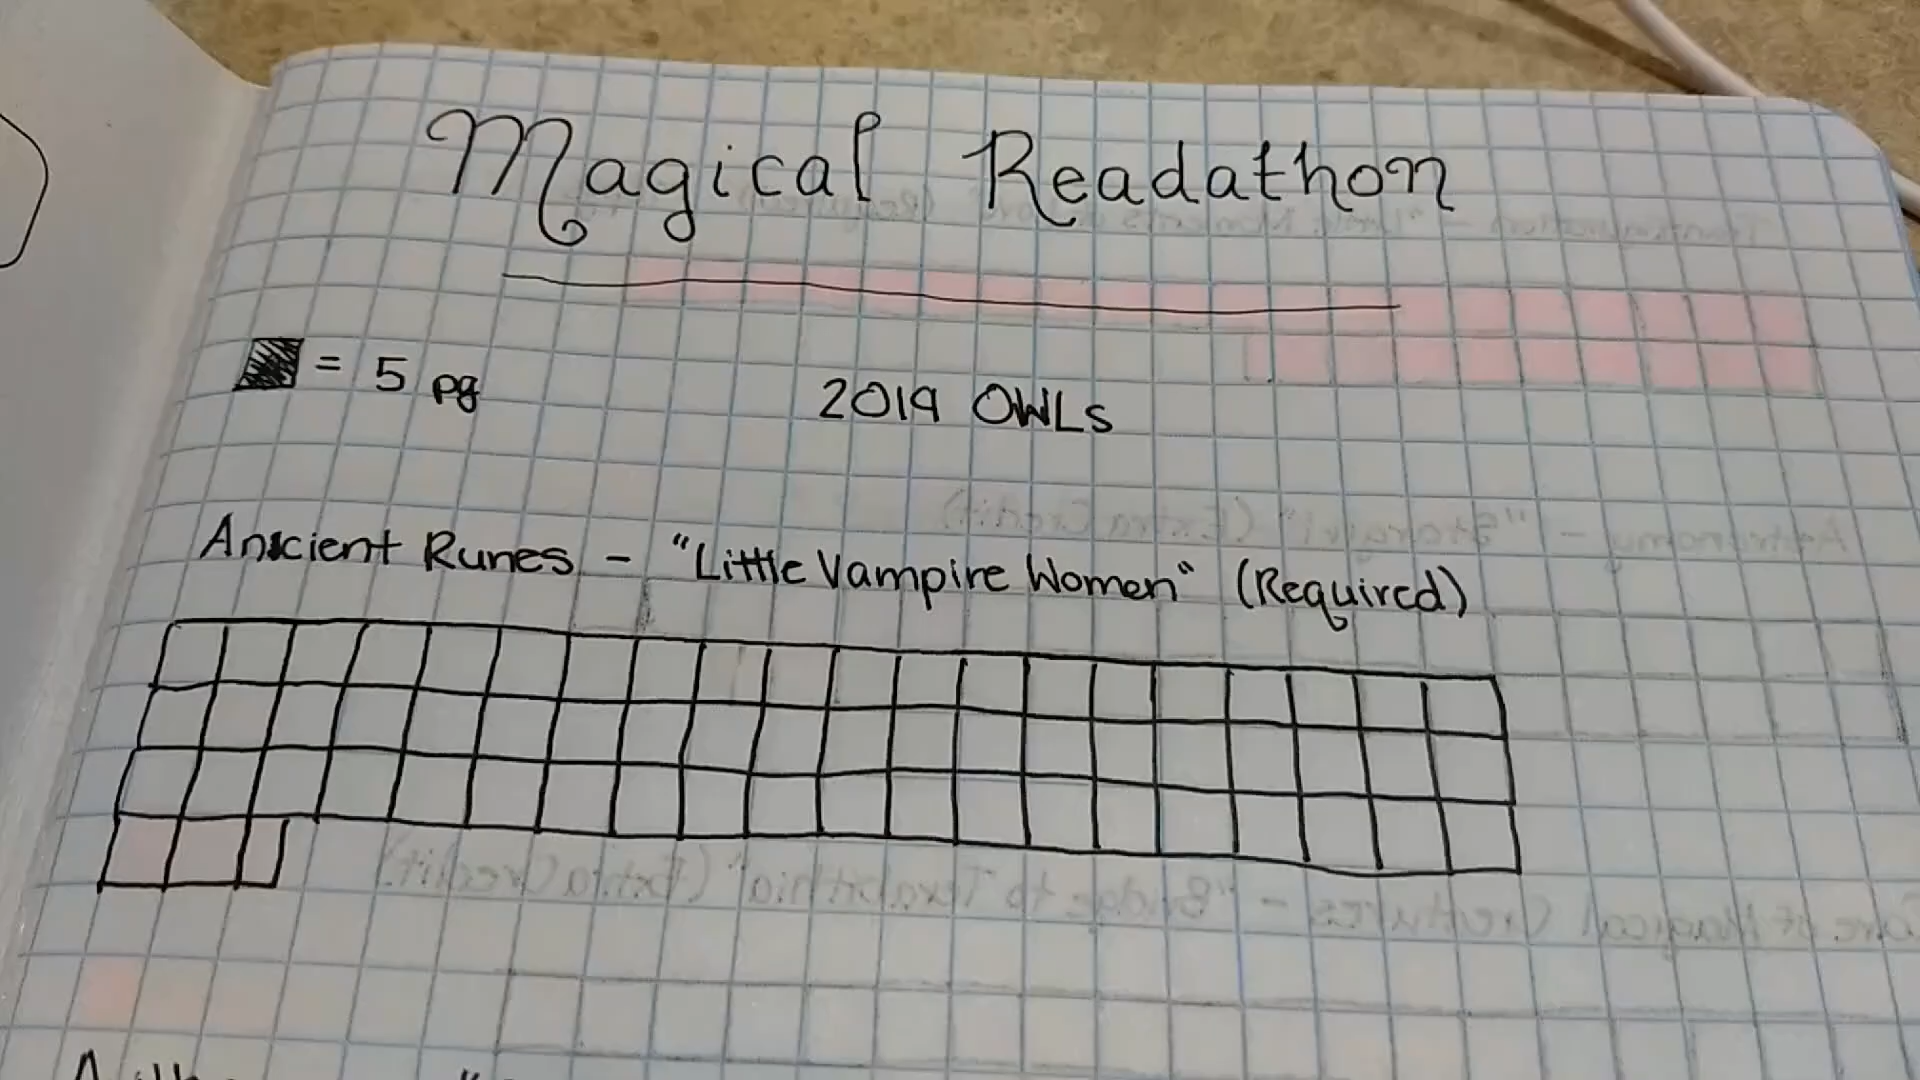 Magical Readathon
= 5 pg
2019 OWLs
Ancient Runes - "Little Vampire Women" (Required)